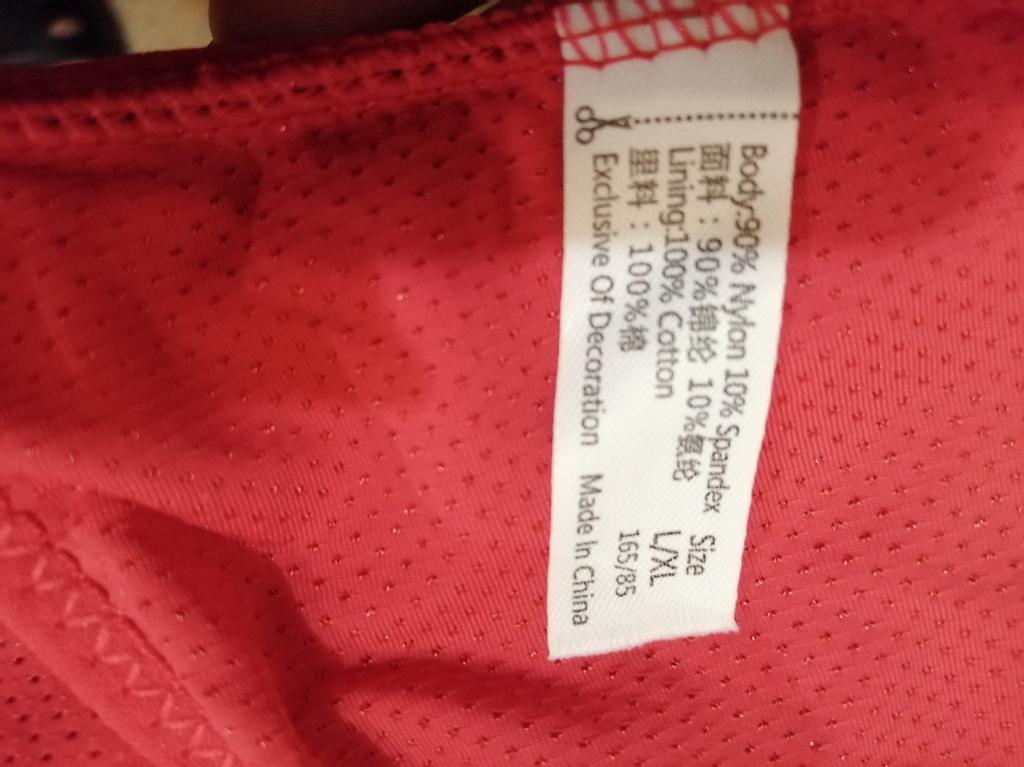 Body:90% Nylon 10% Spandex
面料：90%锦纶 10%氨纶
Lining:100% Cotton
里料：100%棉
Exclusive Of Decoration
Size
L/XL
165/85
Made In China